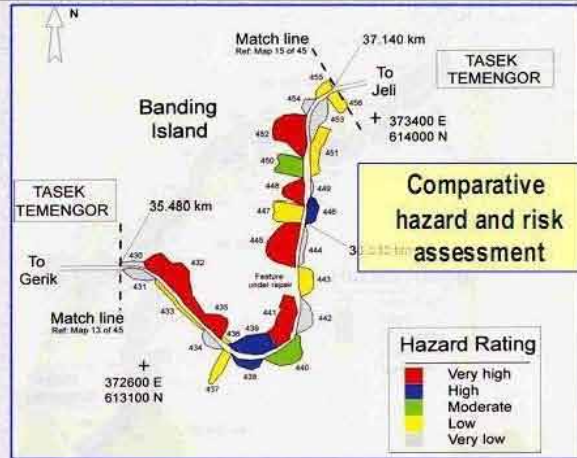 N
Match line
Ref: Map 15 of 45
37.140 km
To
Jeli
TASEK
TEMENGOR
Banding
Island
373400 E
614000 N
455
456
454
453
452
451
450
449
448
447
446
445
444
443
442
441
440
439
438
437
436
435
434
433
432
431
430
Comparative
hazard and risk
assessment
TASEK
TEMENGOR
35.480 km
To
Gerik
Feature
under repair
Match line
Ref: Map 13 of 45
372600 E
613100 N
Hazard Rating
Very high
High
Moderate
Low
Very low